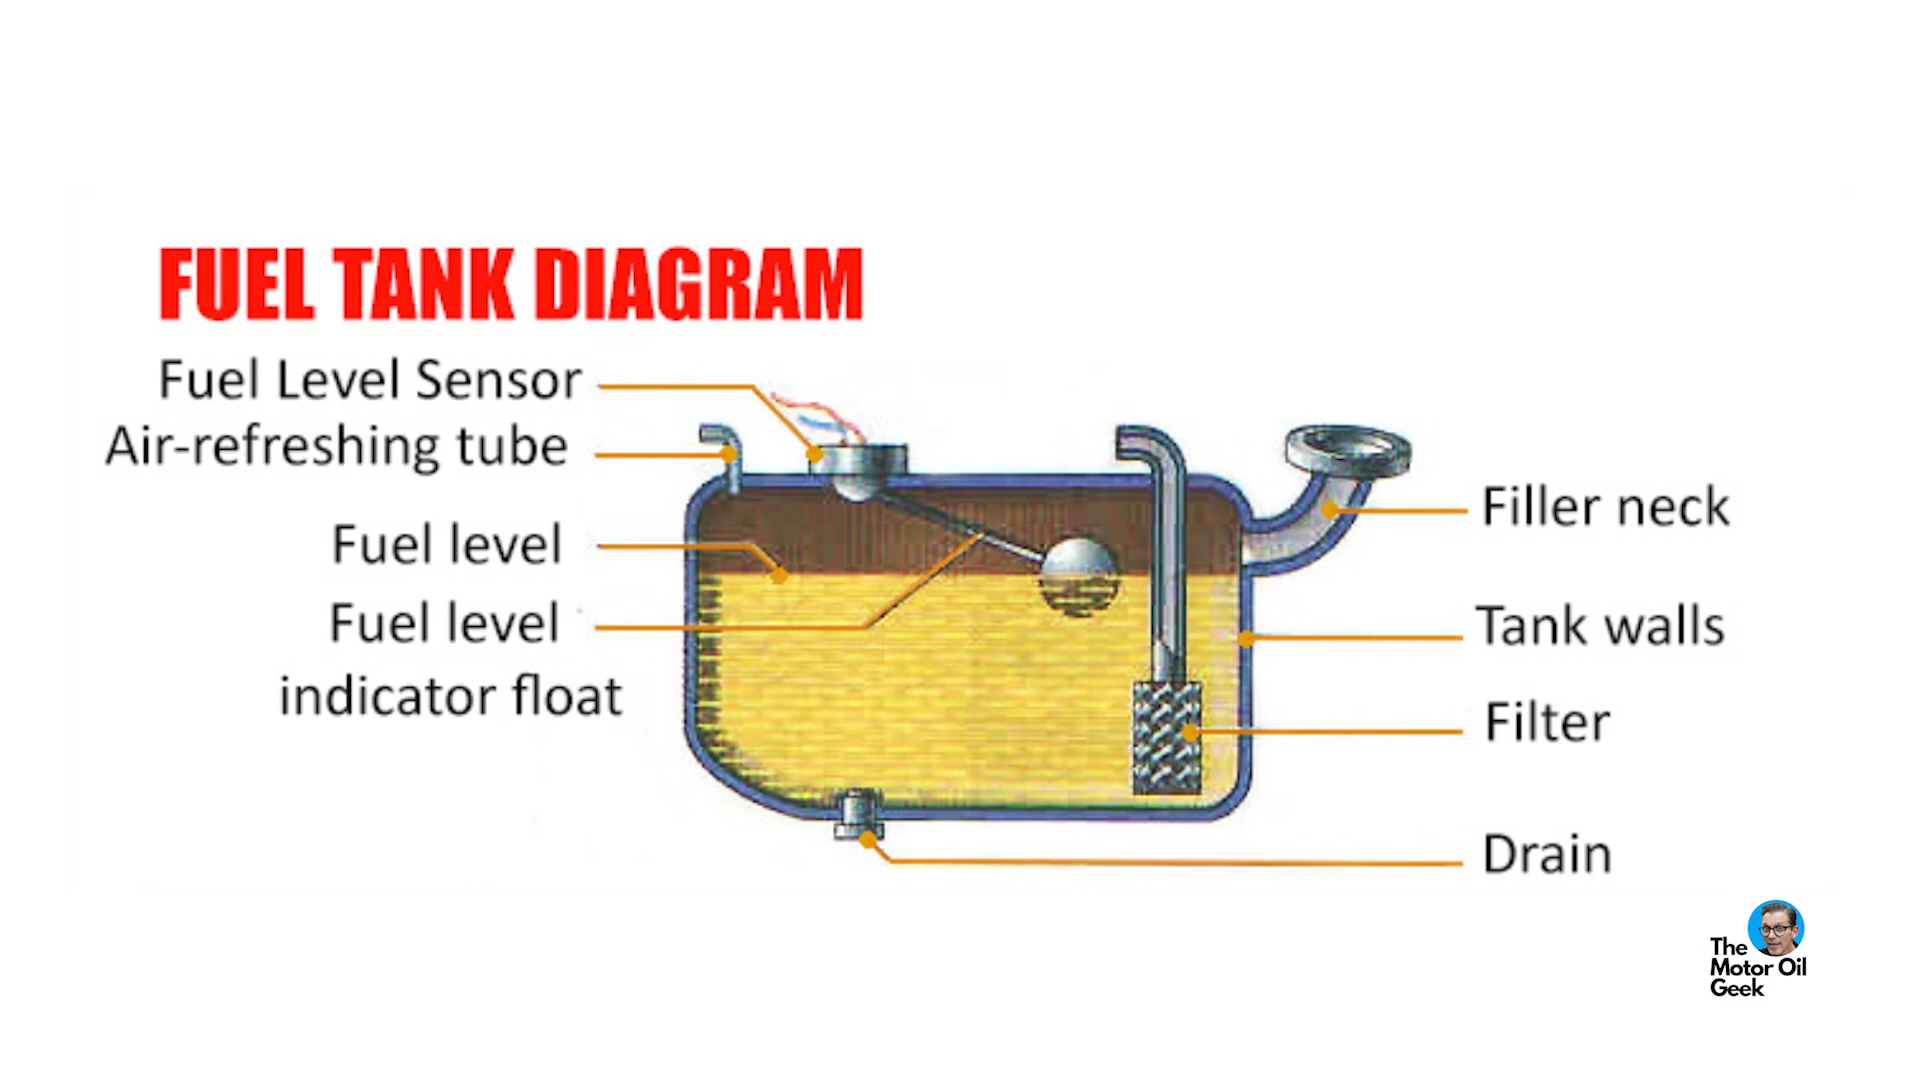 FUEL TANK DIAGRAM
Fuel Level Sensor
Air-refreshing tube
Fuel level
Fuel level
indicator float
Filler neck
Tank walls
Filter
Drain
The
Motor Oil
Geek